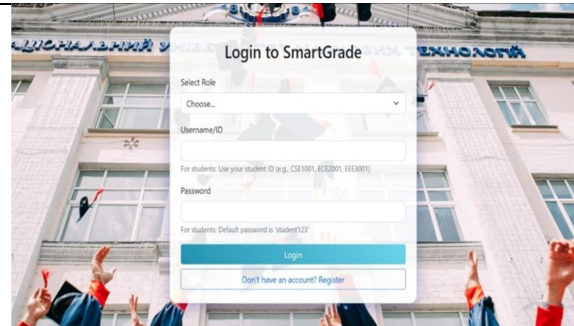 Login to SmartGrade
Select Role
Choose...
Username/ID
For students: Use your student ID (e.g., CSE1001, ECE2001, EEE3001)
Password
For students: Default password is 'student123'
Login
Don't have an account? Register